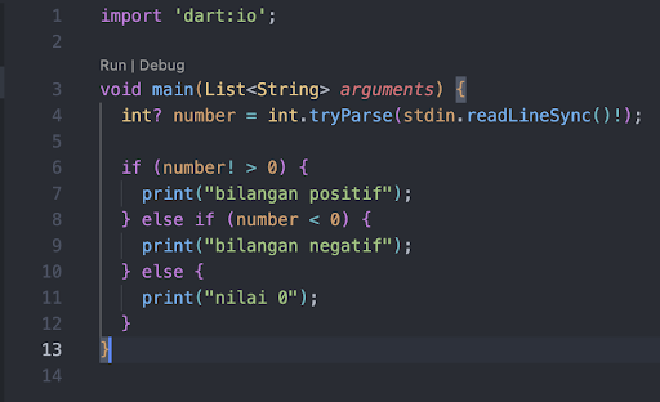 1 import 'dart:io';
2
Run | Debug
3 void main(List<String> arguments) {
4 int? number = int.tryParse(stdin.readLineSync()!);
5
6 if (number! > 0) {
7 print("bilangan positif");
8 } else if (number < 0) {
9 print("bilangan negatif");
10 } else {
11 print("nilai 0");
12 }
13 }
14